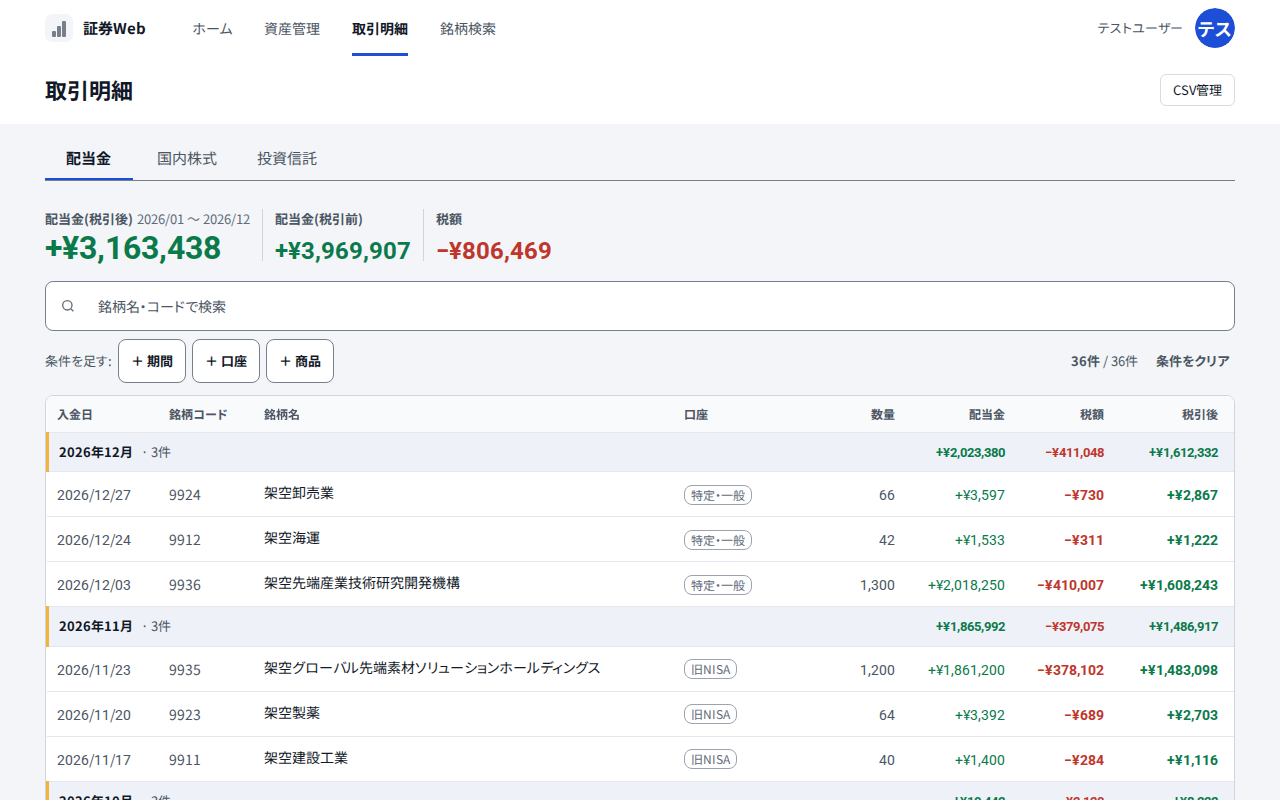 証券Web ホーム 資産管理 取引明細 銘柄検索 テストユーザー テス
取引明細 CSV管理
配当金 国内株式 投資信託
配当金(税引後) 2026/01 〜 2026/12 配当金(税引前) 税額
+¥3,163,438 +¥3,969,907 −¥806,469
銘柄名・コードで検索
条件を足す: + 期間 + 口座 + 商品 36件 / 36件 条件をクリア
入金日 銘柄コード 銘柄名 口座 数量 配当金 税額 税引後
2026年12月 · 3件 +¥2,023,380 −¥411,048 +¥1,612,332
2026/12/27 9924 架空卸売業 特定・一般 66 +¥3,597 −¥730 +¥2,867
2026/12/24 9912 架空海運 特定・一般 42 +¥1,533 −¥311 +¥1,222
2026/12/03 9936 架空先端産業技術研究開発機構 特定・一般 1,300 +¥2,018,250 −¥410,007 +¥1,608,243
2026年11月 · 3件 +¥1,865,992 −¥379,075 +¥1,486,917
2026/11/23 9935 架空グローバル先端素材ソリューションホールディングス 旧NISA 1,200 +¥1,861,200 −¥378,102 +¥1,483,098
2026/11/20 9923 架空製薬 旧NISA 64 +¥3,392 −¥689 +¥2,703
2026/11/17 9911 架空建設工業 旧NISA 40 +¥1,400 −¥284 +¥1,116
2026年10月 · 3件